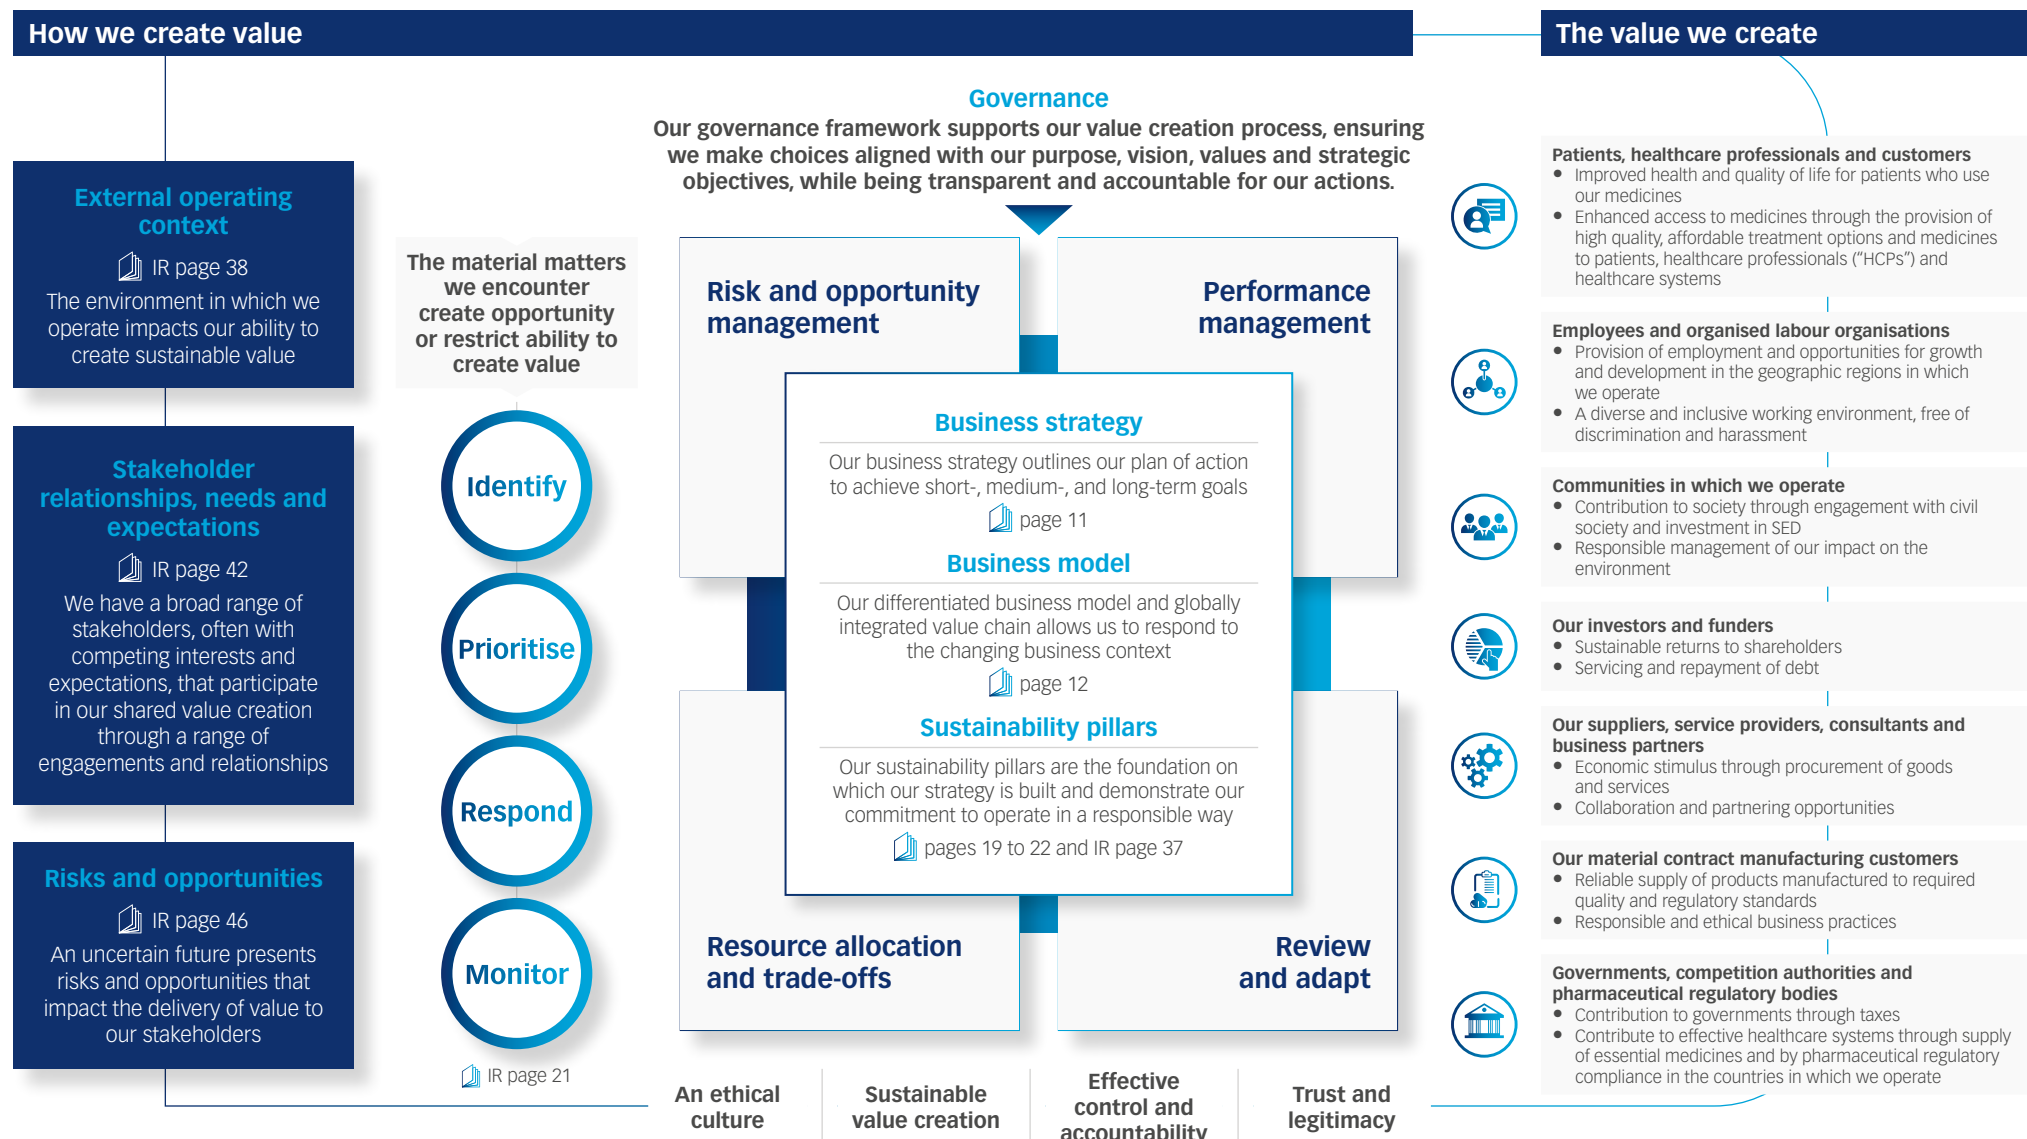 How we create value
The value we create
External operating
context
IR page 38
The environment in which we
operate impacts our ability to
create sustainable value
Stakeholder
relationships, needs and
expectations
IR page 42
We have a broad range of
stakeholders, often with
competing interests and
expectations, that participate
in our shared value creation
through a range of
engagements and relationships
Risks and opportunities
IR page 46
An uncertain future presents
risks and opportunities that
impact the delivery of value to
our stakeholders
The material matters
we encounter
create opportunity
or restrict ability to
create value
Identify
Prioritise
Respond
Monitor
IR page 21
Governance
Our governance framework supports our value creation process, ensuring
we make choices aligned with our purpose, vision, values and strategic
objectives, while being transparent and accountable for our actions.
Risk and opportunity
management
Performance
management
Business strategy
Our business strategy outlines our plan of action
to achieve short-, medium-, and long-term goals
page 11
Business model
Our differentiated business model and globally
integrated value chain allows us to respond to
the changing business context
page 12
Sustainability pillars
Our sustainability pillars are the foundation on
which our strategy is built and demonstrate our
commitment to operate in a responsible way
pages 19 to 22 and IR page 37
Resource allocation
and trade-offs
Review
and adapt
An ethical
culture
Sustainable
value creation
Effective
control and
accountability
Trust and
legitimacy
Patients, healthcare professionals and customers
• Improved health and quality of life for patients who use
our medicines
• Enhanced access to medicines through the provision of
high quality, affordable treatment options and medicines
to patients, healthcare professionals (“HCPs”) and
healthcare systems
Employees and organised labour organisations
• Provision of employment and opportunities for growth
and development in the geographic regions in which
we operate
• A diverse and inclusive working environment, free of
discrimination and harassment
Communities in which we operate
• Contribution to society through engagement with civil
society and investment in SED
• Responsible management of our impact on the
environment
Our investors and funders
• Sustainable returns to shareholders
• Servicing and repayment of debt
Our suppliers, service providers, consultants and
business partners
• Economic stimulus through procurement of goods
and services
• Collaboration and partnering opportunities
Our material contract manufacturing customers
• Reliable supply of products manufactured to required
quality and regulatory standards
• Responsible and ethical business practices
Governments, competition authorities and
pharmaceutical regulatory bodies
• Contribution to governments through taxes
• Contribute to effective healthcare systems through supply
of essential medicines and by pharmaceutical regulatory
compliance in the countries in which we operate